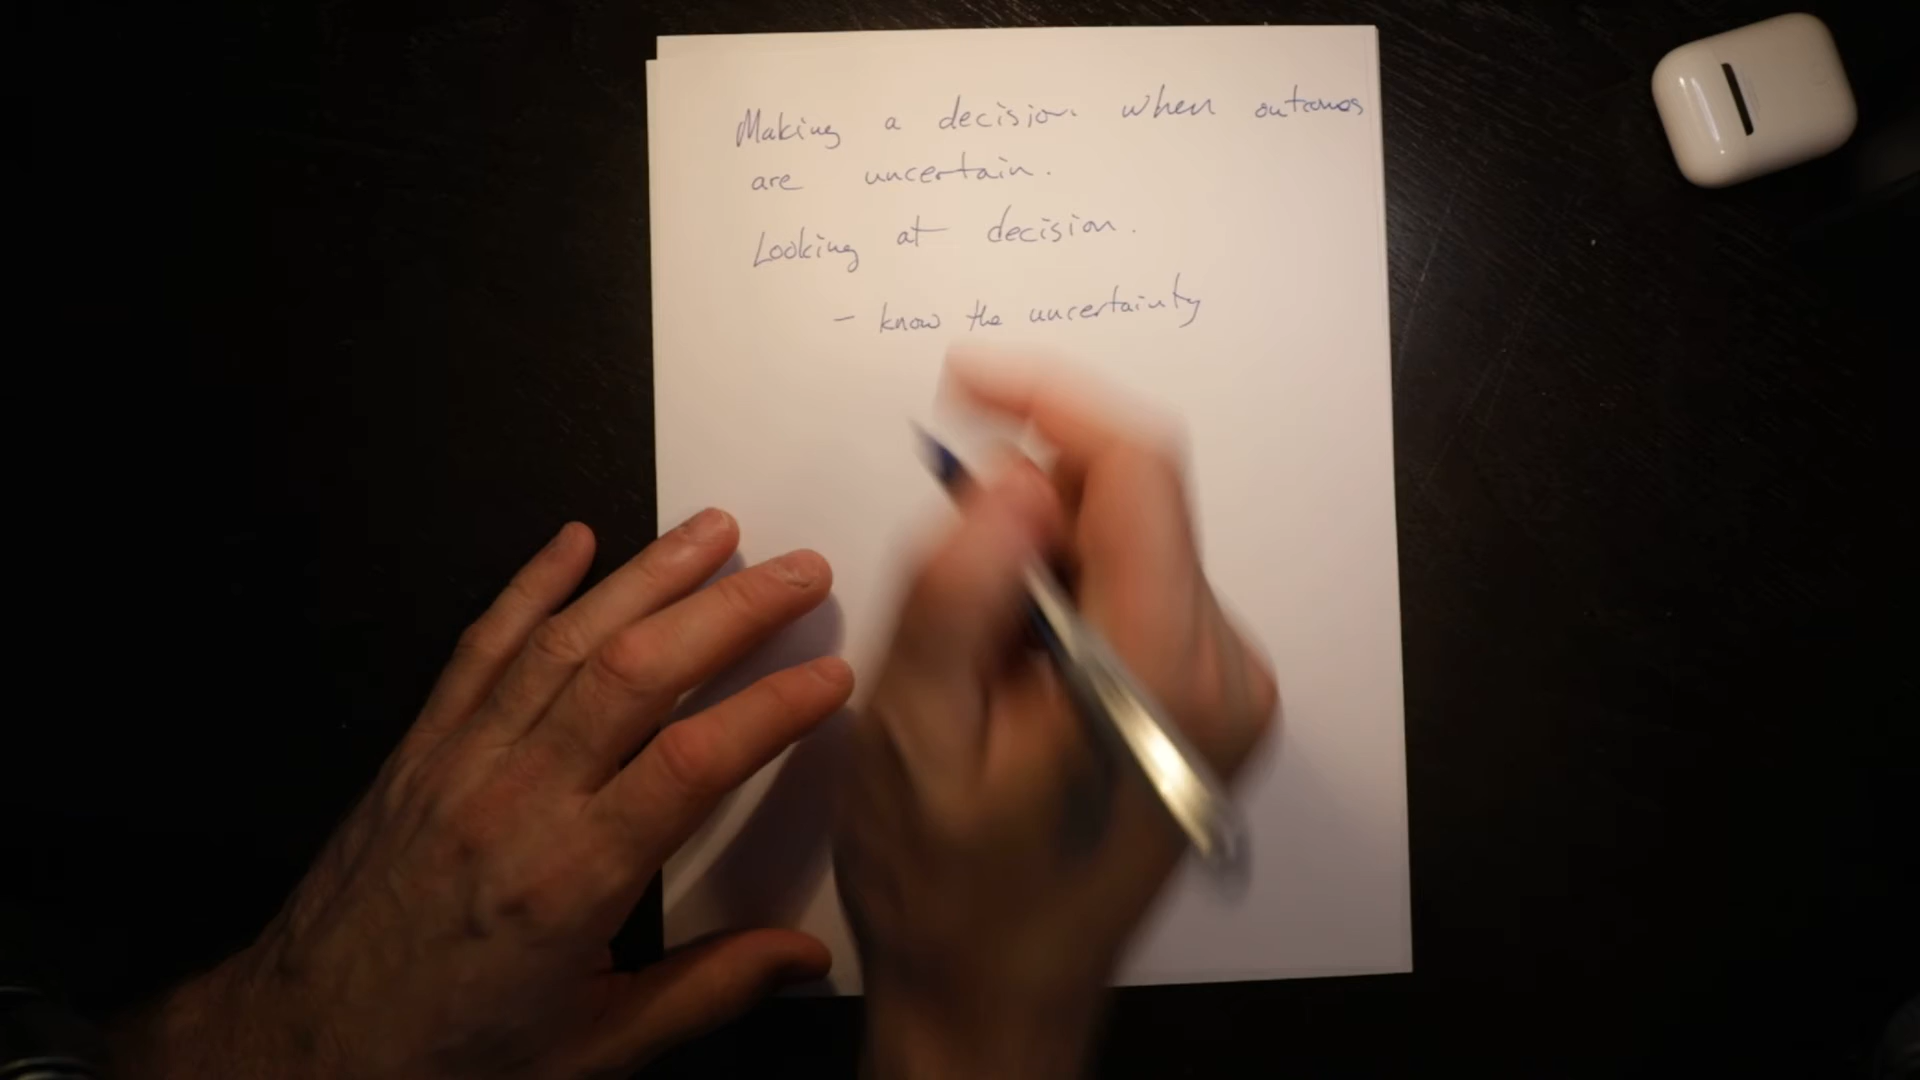 Making a decision when outcomes
are uncertain.
Looking at decision.
- know the uncertainty